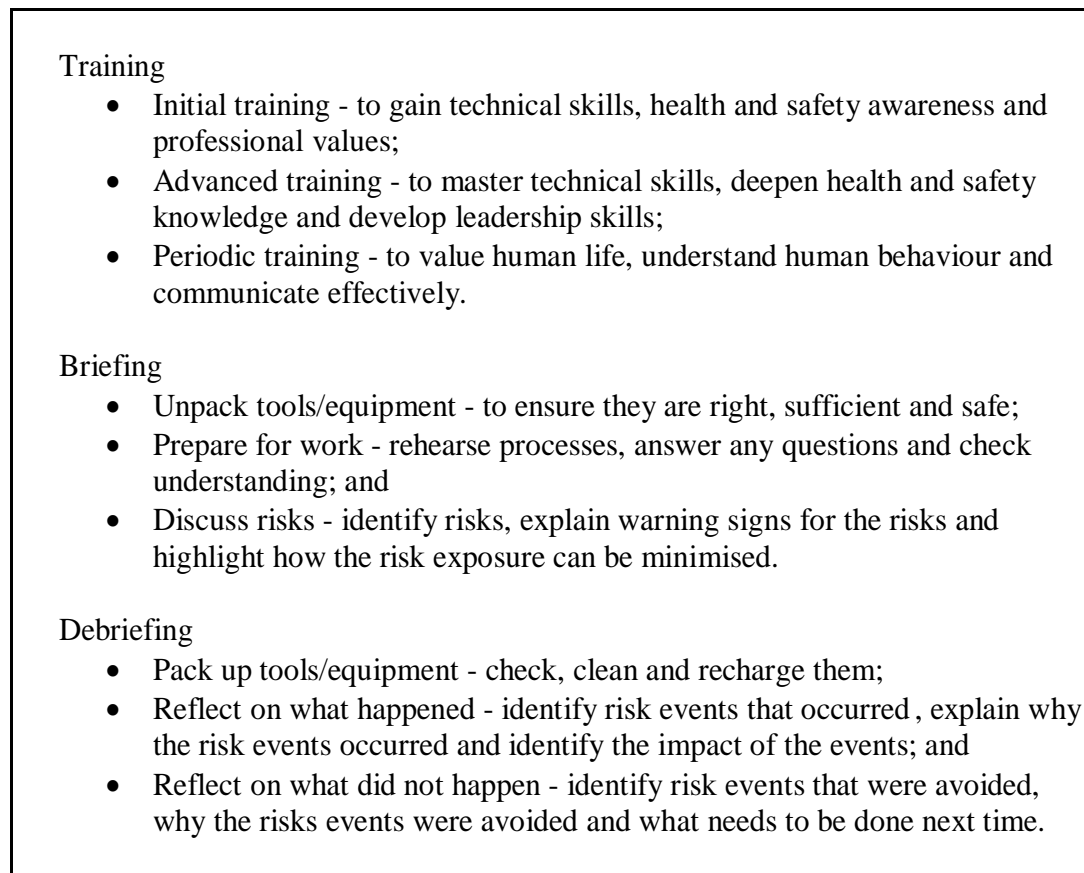 Training
• Initial training - to gain technical skills, health and safety awareness and
professional values;
• Advanced training - to master technical skills, deepen health and safety
knowledge and develop leadership skills;
• Periodic training - to value human life, understand human behaviour and
communicate effectively.
Briefing
• Unpack tools/equipment - to ensure they are right, sufficient and safe;
• Prepare for work - rehearse processes, answer any questions and check
understanding; and
• Discuss risks - identify risks, explain warning signs for the risks and
highlight how the risk exposure can be minimised.
Debriefing
• Pack up tools/equipment - check, clean and recharge them;
• Reflect on what happened - identify risk events that occurred, explain why
the risk events occurred and identify the impact of the events; and
• Reflect on what did not happen - identify risk events that were avoided,
why the risks events were avoided and what needs to be done next time.